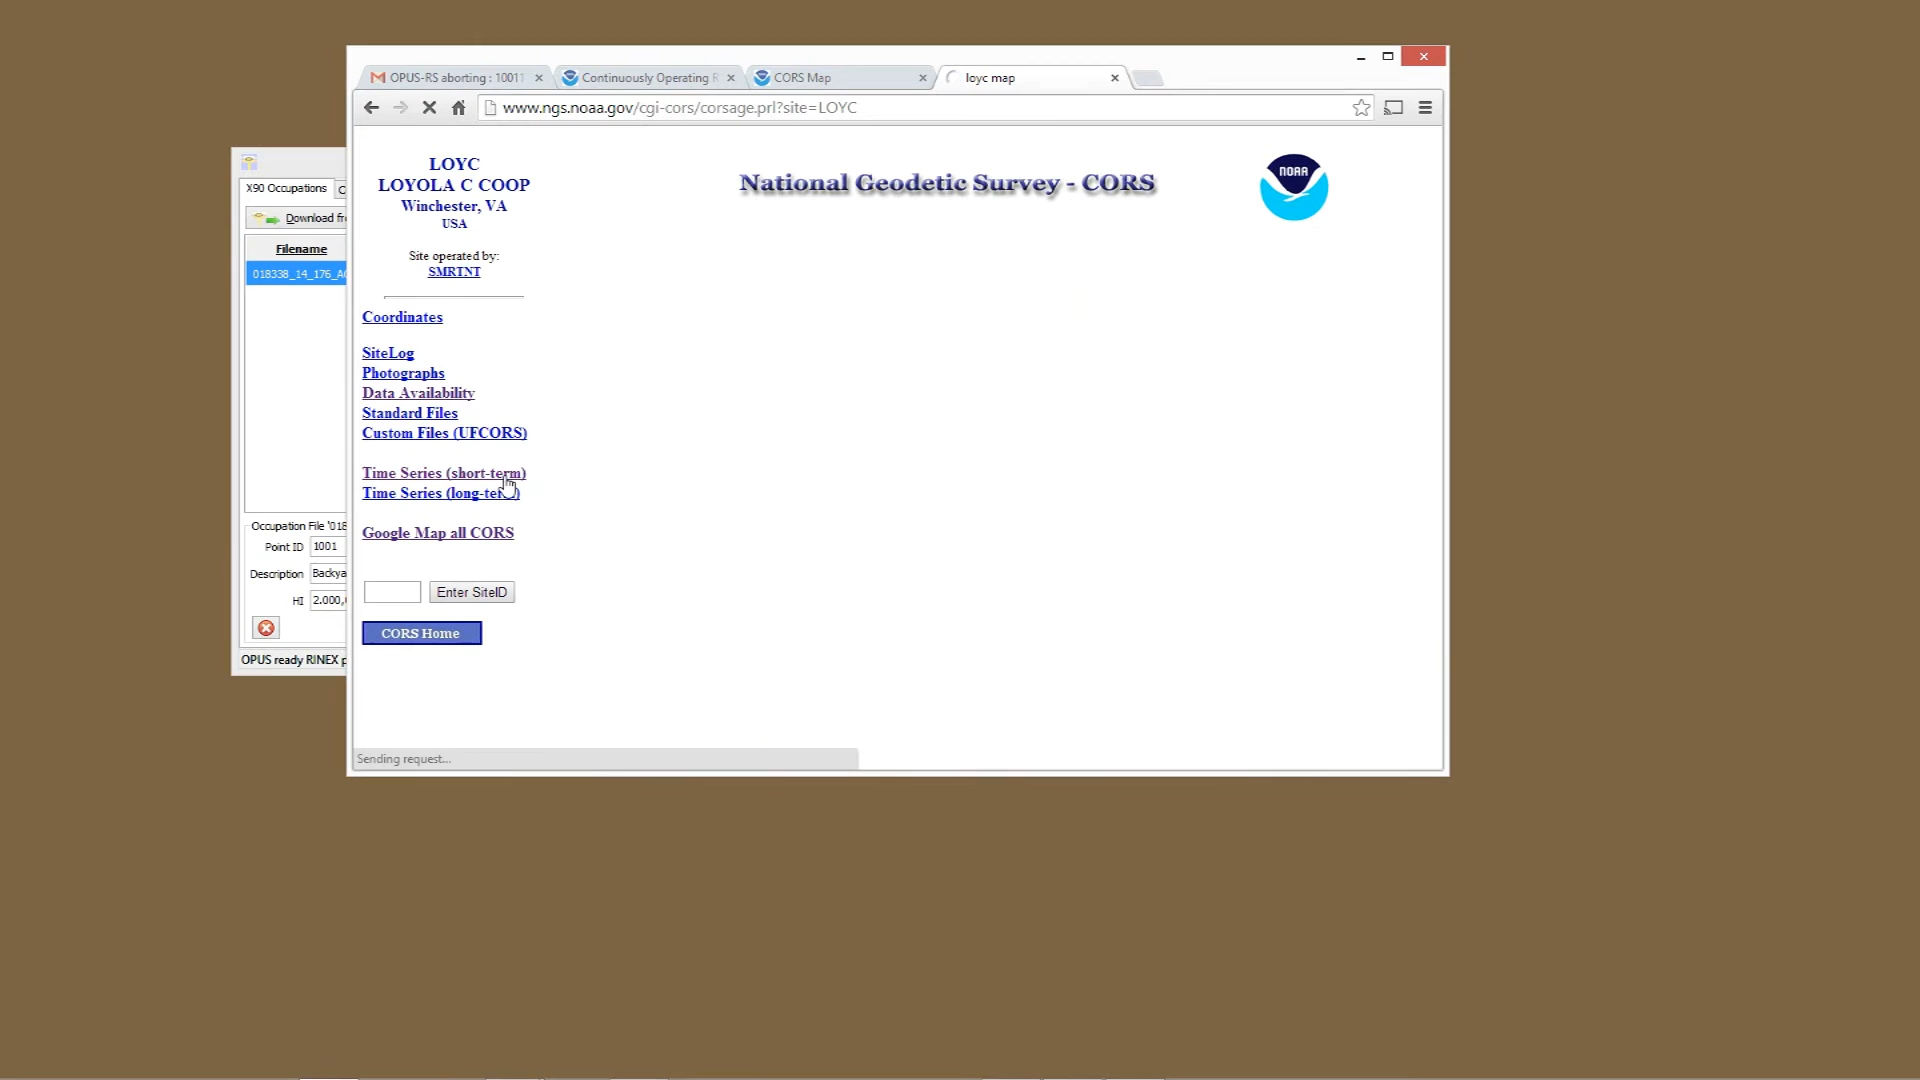 OPUS-RS aborting : 10011
Continuously Operating R
CORS Map
loyc map
www.ngs.noaa.gov/cgi-cors/corsage.prl?site=LOYC
LOYC
LOYOLA C COOP
Winchester, VA
USA
Site operated by:
SMRTNT
National Geodetic Survey - CORS
NOAA
Coordinates
SiteLog
Photographs
Data Availability
Standard Files
Custom Files (UFCORS)
Time Series (short-term)
Time Series (long-te
Google Map all CORS
Enter SiteID
CORS Home
Sending request...
X90 Occupations
Download fr
Filename
018338_14_176_A
Occupation File '018
Point ID 1001
Description Backya
HI 2.000,
OPUS ready RINEX p